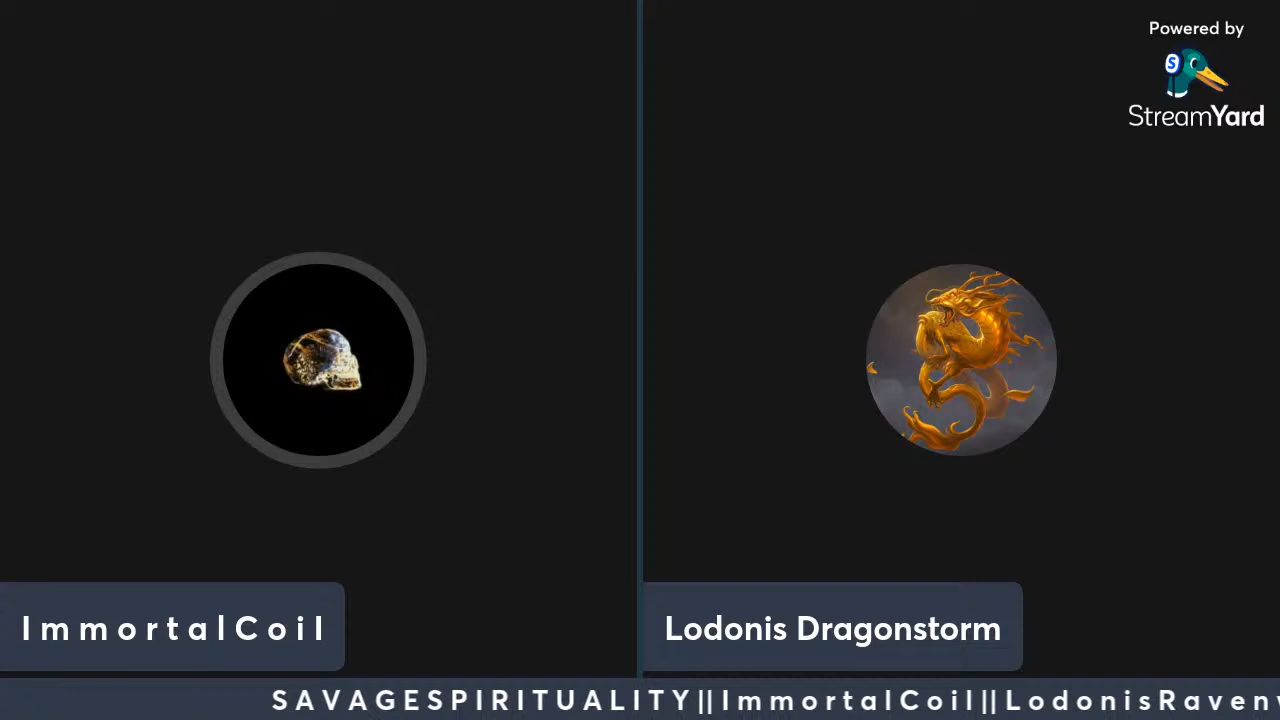 Powered by
S
StreamYard
I m m o r t a l C o i l
Lodonis Dragonstorm
S A V A G E S P I R I T U A L I T Y || I m m o r t a l C o i l || L o d o n i s R a v e n